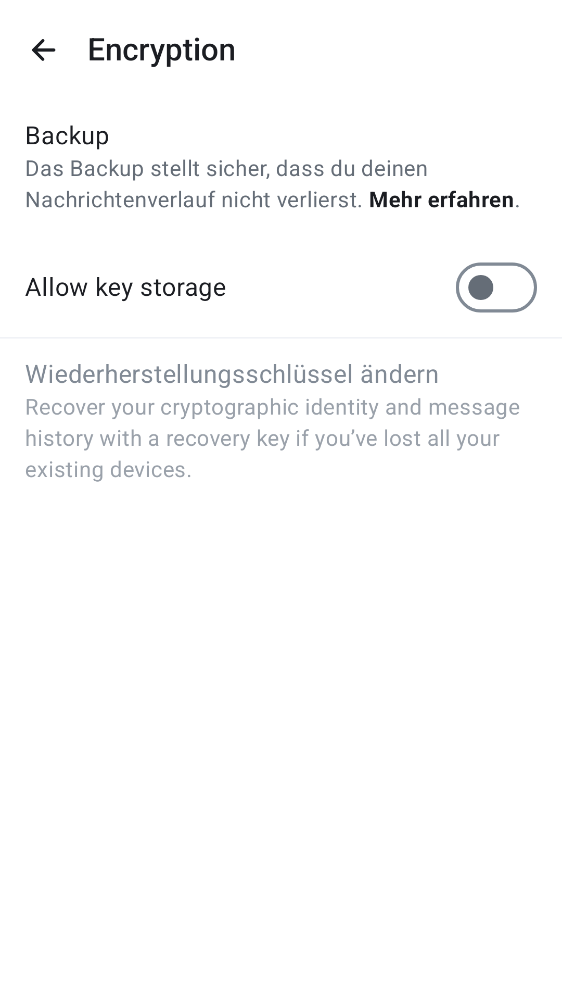 Encryption
Backup
Das Backup stellt sicher, dass du deinen
Nachrichtenverlauf nicht verlierst. Mehr erfahren.
Allow key storage
Wiederherstellungsschlüssel ändern
Recover your cryptographic identity and message
history with a recovery key if you’ve lost all your
existing devices.